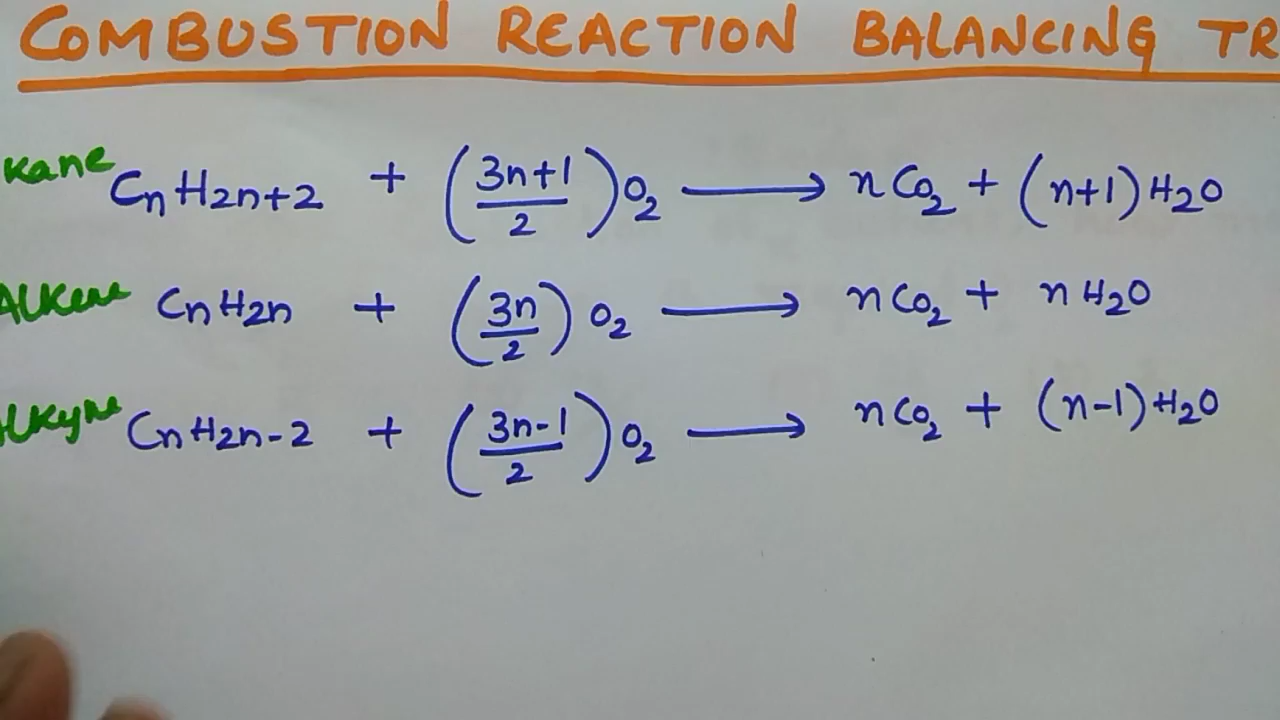 COMBUSTION REACTION BALANCING TR
kane CnH2n+2 + (3n+1/2)O2 ⟶ nCO2 + (n+1)H2O
Alkene CnH2n + (3n/2)O2 ⟶ nCO2 + nH2O
lkyne CnH2n-2 + (3n-1/2)O2 ⟶ nCO2 + (n-1)H2O